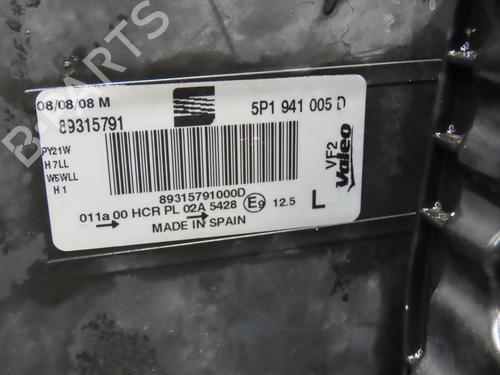 08/08/08 M
89315791
5P1 941 005 D
PY21W
H7LL
W5WLL
H1
89315791000D
011a 00 HCR PL 02A 5428 E9 12.5
MADE IN SPAIN
L
VF2
Valeo
PARTS